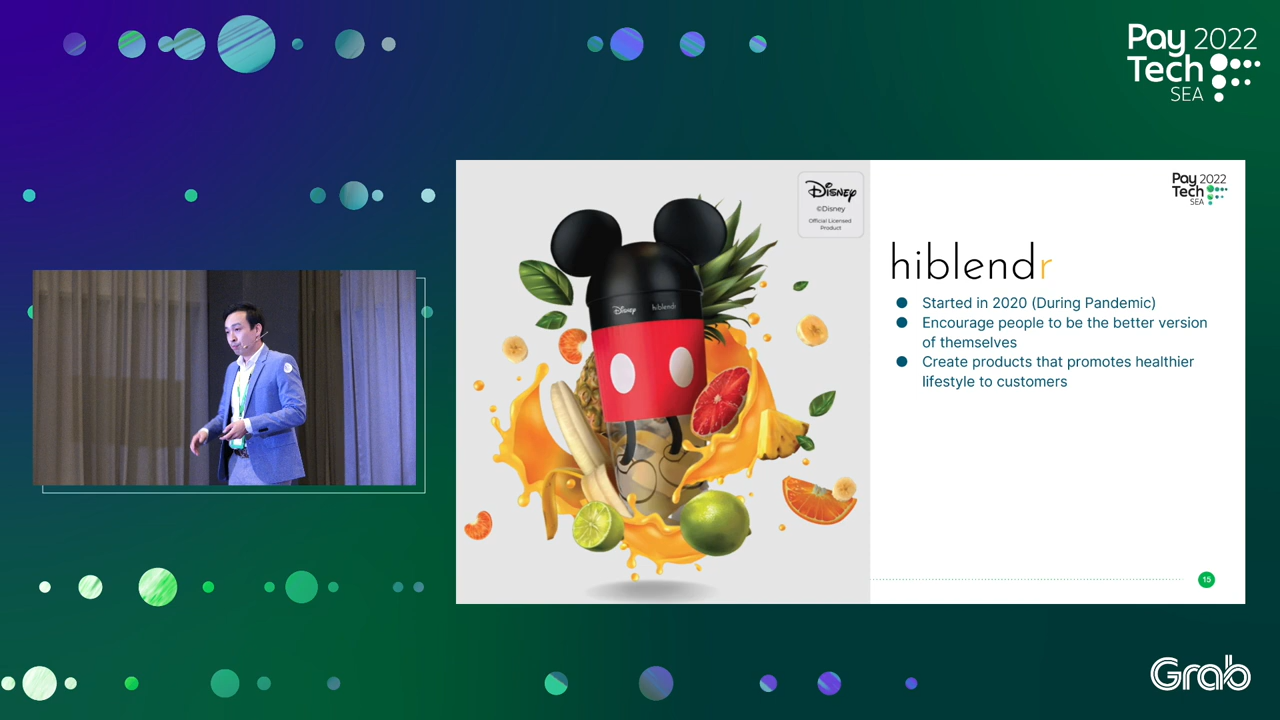 Pay 2022
Tech
SEA
Disney
©Disney
Official Licensed
Product
Pay 2022
Tech
SEA
hiblendr
Disney hiblendr
● Started in 2020 (During Pandemic)
● Encourage people to be the better version
of themselves
● Create products that promotes healthier
lifestyle to customers
15
Grab